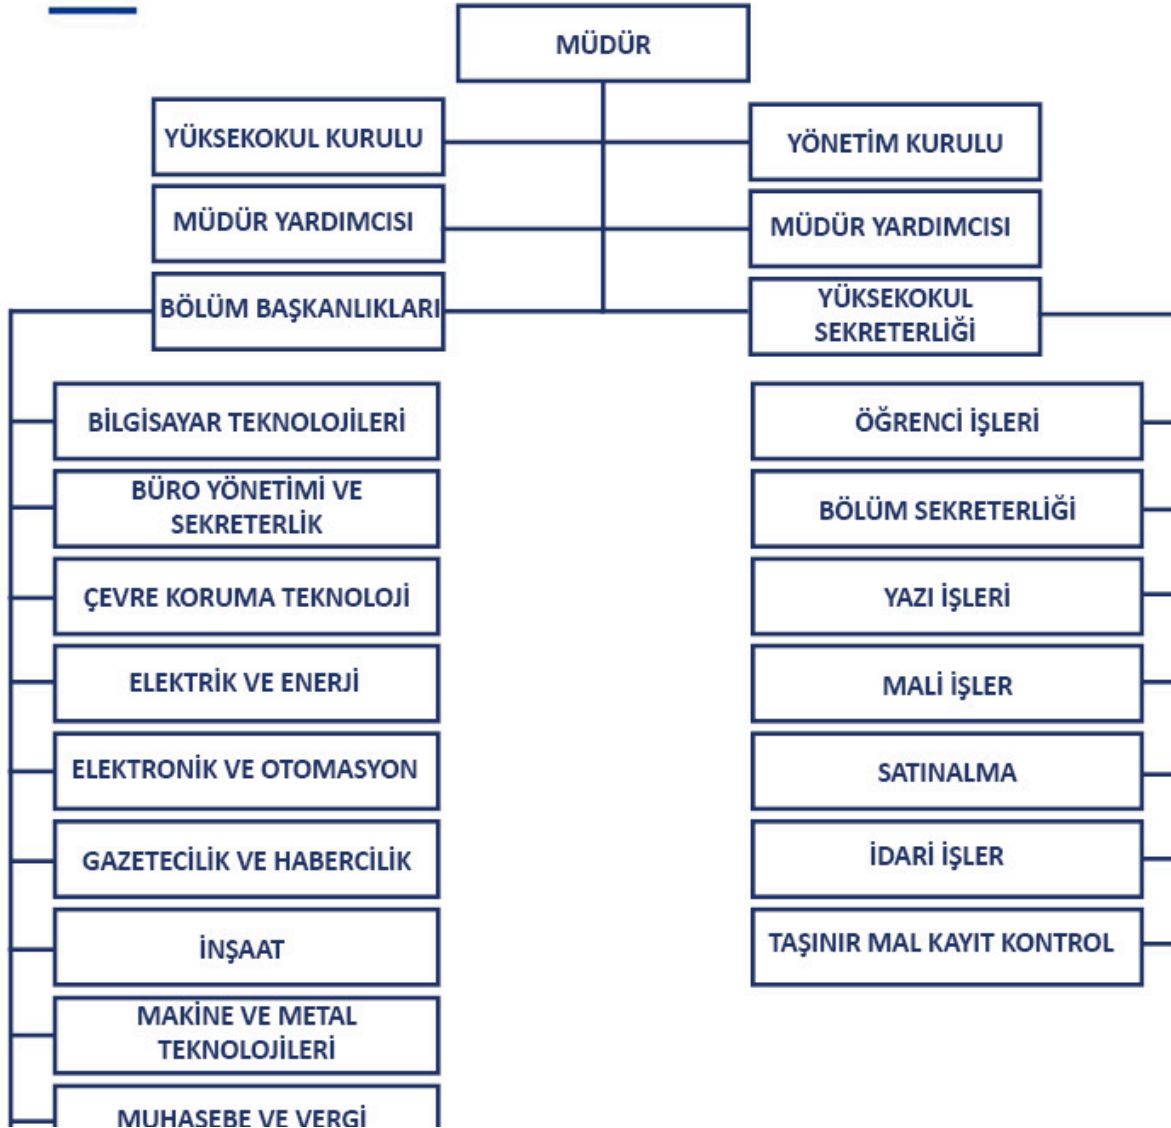 MÜDÜR
YÜKSEKOKUL KURULU
YÖNETİM KURULU
MÜDÜR YARDIMCISI
MÜDÜR YARDIMCISI
BÖLÜM BAŞKANLIKLARI
YÜKSEKOKUL
SEKRETERLİĞİ
BİLGİSAYAR TEKNOLOJİLERİ
BÜRO YÖNETİMİ VE
SEKRETERLİK
ÇEVRE KORUMA TEKNOLOJİ
ELEKTRİK VE ENERJİ
ELEKTRONİK VE OTOMASYON
GAZETECİLİK VE HABERCİLİK
İNŞAAT
MAKİNE VE METAL
TEKNOLOJİLERİ
MUHASEBE VE VERGİ
ÖĞRENCİ İŞLERİ
BÖLÜM SEKRETERLİĞİ
YAZI İŞLERİ
MALİ İŞLER
SATINALMA
İDARİ İŞLER
TAŞINIR MAL KAYIT KONTROL